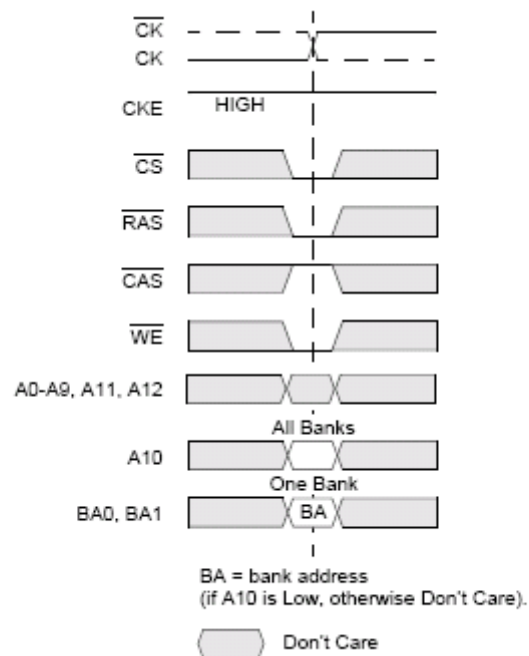 CK
CK
CKE HIGH
CS
RAS
CAS
WE
A0-A9, A11, A12
All Banks
A10
One Bank
BA0, BA1 BA
BA = bank address
(if A10 is Low, otherwise Don't Care).
Don't Care